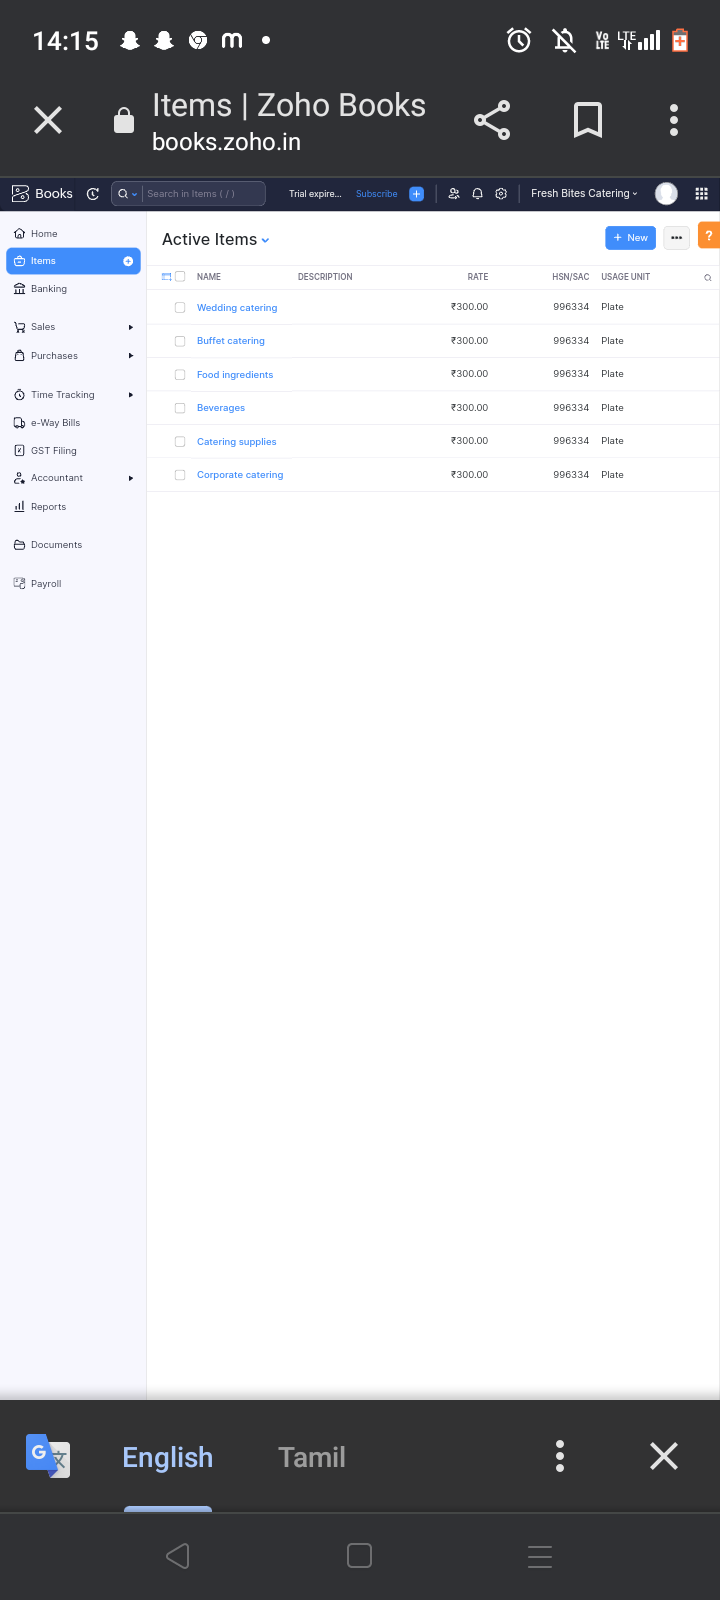 14:15
Vo LTE LTE
Items | Zoho Books
books.zoho.in
Books Search in Items ( / ) Trial expire... Subscribe Fresh Bites Catering
Home
Items
Banking
Sales
Purchases
Time Tracking
e-Way Bills
GST Filing
Accountant
Reports
Documents
Payroll
Active Items + New ... ?
NAME DESCRIPTION RATE HSN/SAC USAGE UNIT
Wedding catering ₹300.00 996334 Plate
Buffet catering ₹300.00 996334 Plate
Food ingredients ₹300.00 996334 Plate
Beverages ₹300.00 996334 Plate
Catering supplies ₹300.00 996334 Plate
Corporate catering ₹300.00 996334 Plate
G 文 English Tamil